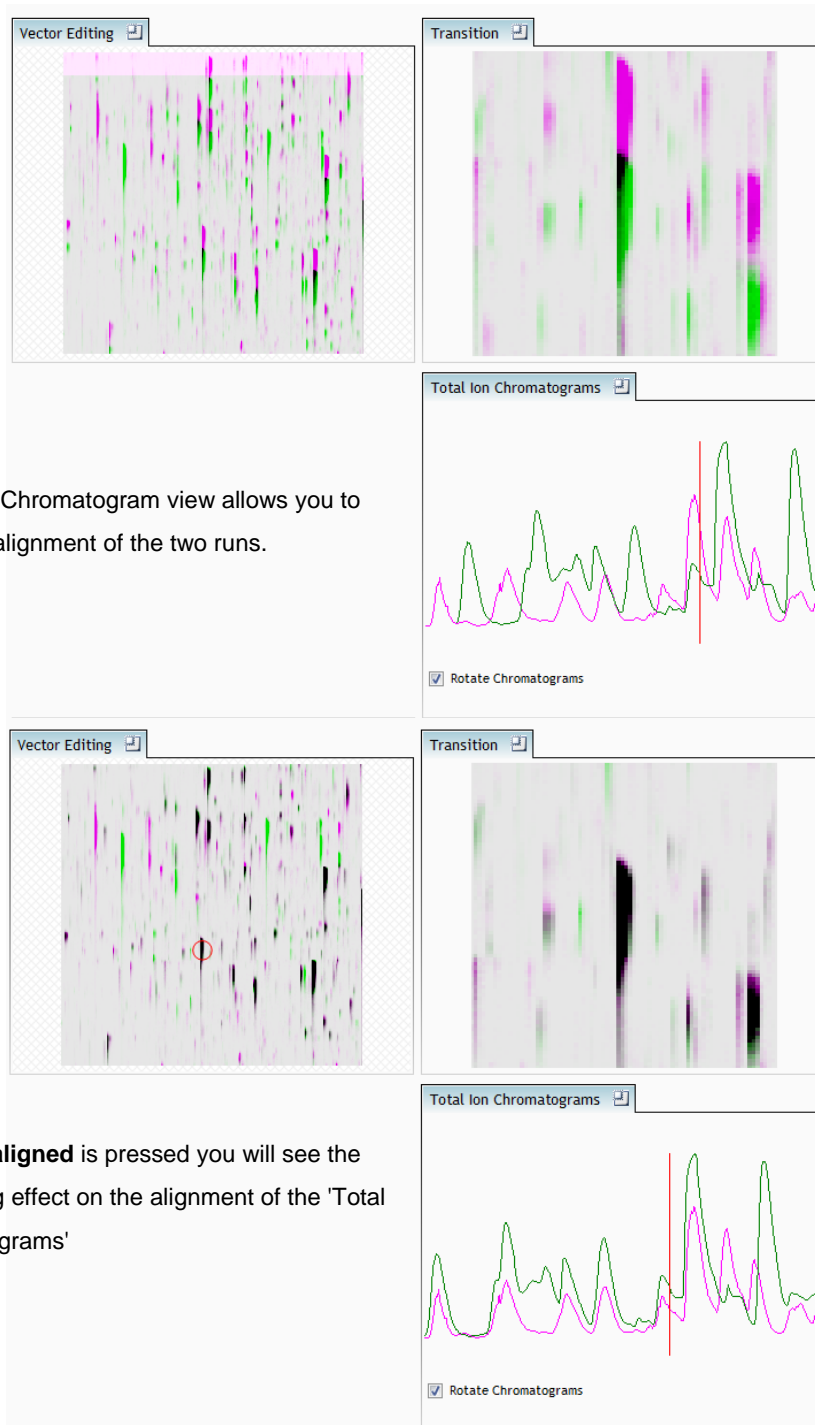 Vector Editing
Transition
Total Ion Chromatograms
Chromatogram view allows you to
alignment of the two runs.
Rotate Chromatograms
Vector Editing
Transition
Total Ion Chromatograms
aligned is pressed you will see the
effect on the alignment of the 'Total
grams'
Rotate Chromatograms